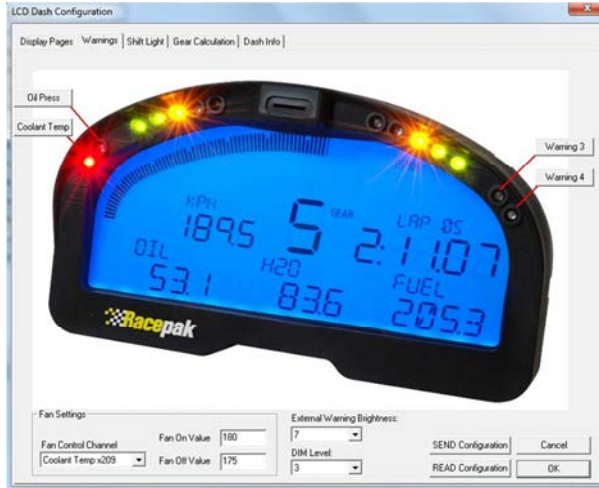 LCD Dash Configuration
Display Pages Warnings Shift Light Gear Calculation Dash Info
Oil Press
Coolant Temp
Warning 3
Warning 4
KPH
189.5
5
GEAR
LAP 05
2:11.07
OIL
53.1
H2O
83.6
FUEL
205.3
Racepak
Fan Settings
Fan Control Channel
Coolant Temp x209
Fan On Value 180
Fan Off Value 175
External Warning Brightness:
7
DIM Level:
3
SEND Configuration Cancel
READ Configuration OK